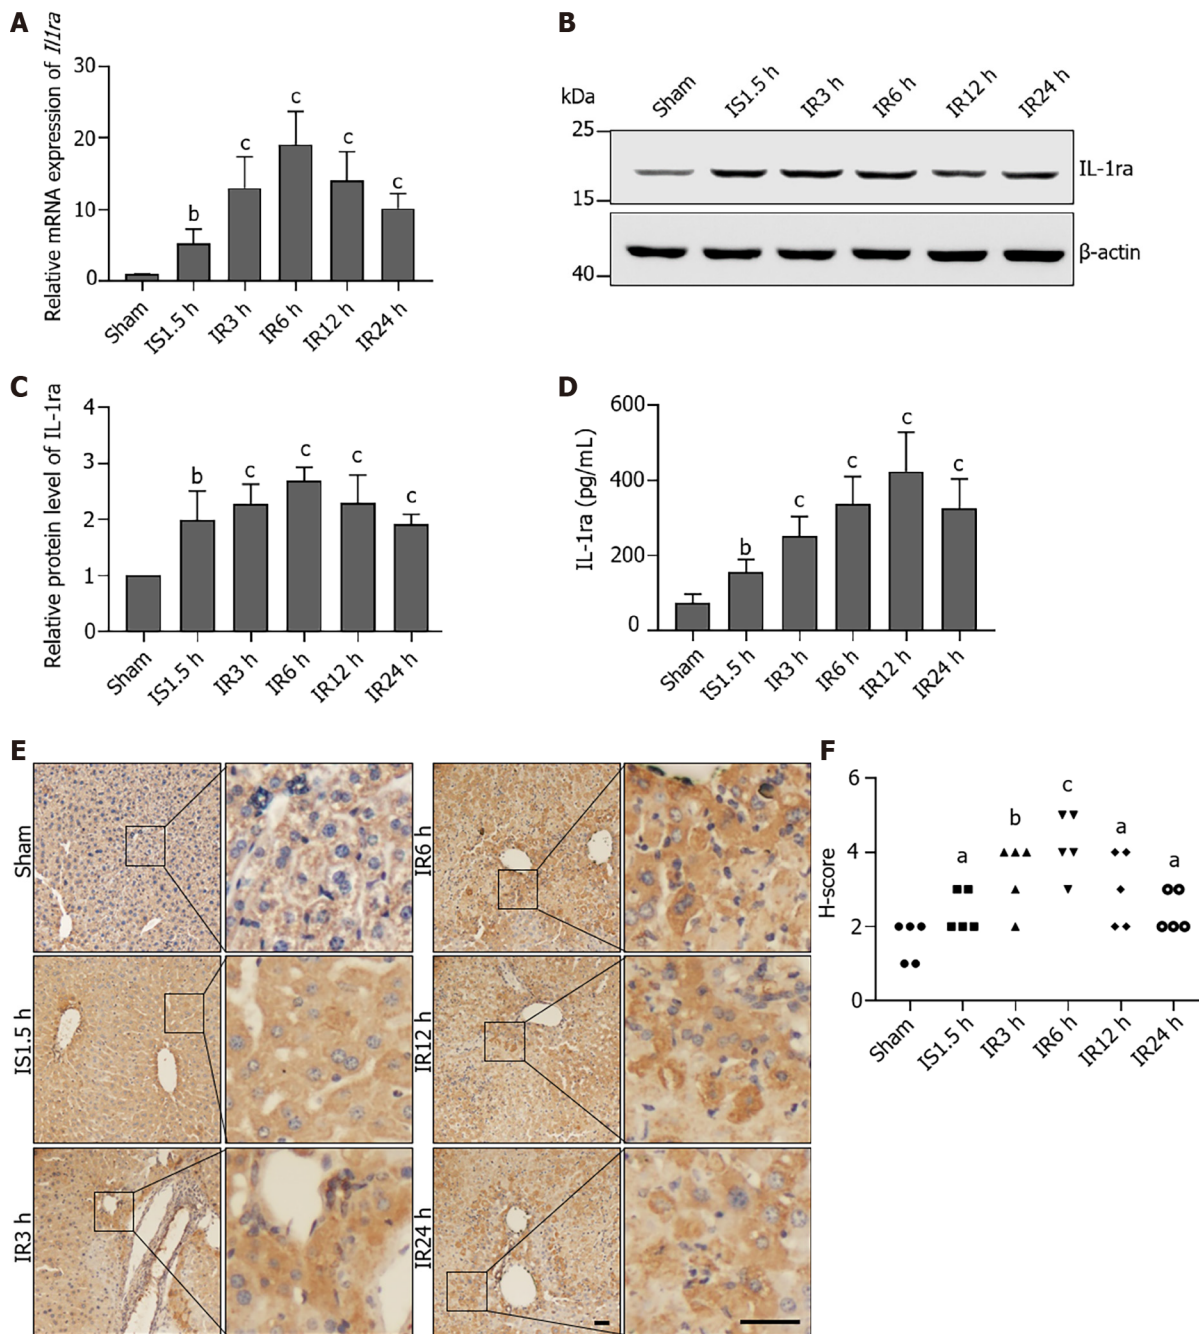 A
Relative mRNA expression of Il1ra
30
20
10
0
b
c
c
c
c
Sham
IS1.5 h
IR3 h
IR6 h
IR12 h
IR24 h
B
kDa
Sham
IS1.5 h
IR3 h
IR6 h
IR12 h
IR24 h
25
15
IL-1ra
40
β-actin
C
Relative protein level of IL-1ra
4
3
2
1
0
b
c
c
c
c
Sham
IS1.5 h
IR3 h
IR6 h
IR12 h
IR24 h
D
IL-1ra (pg/mL)
600
400
200
0
b
c
c
c
c
Sham
IS1.5 h
IR3 h
IR6 h
IR12 h
IR24 h
E
Sham
IS1.5 h
IR3 h
IR6 h
IR12 h
IR24 h
F
H-score
6
4
2
0
a
b
c
a
a
Sham
IS1.5 h
IR3 h
IR6 h
IR12 h
IR24 h